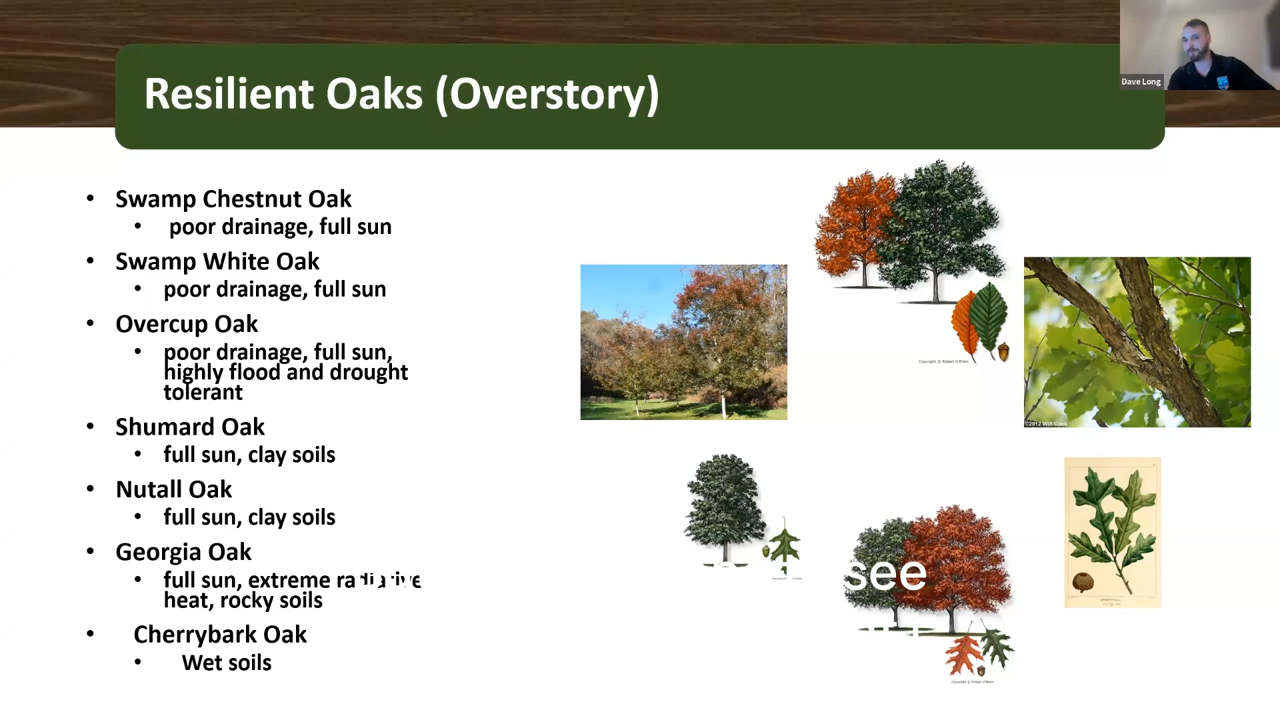 Resilient Oaks (Overstory)
Dave Long
• Swamp Chestnut Oak
• poor drainage, full sun
• Swamp White Oak
• poor drainage, full sun
• Overcup Oak
• poor drainage, full sun,
highly flood and drought
tolerant
• Shumard Oak
• full sun, clay soils
• Nutall Oak
• full sun, clay soils
• Georgia Oak
• full sun, extreme radiative
heat, rocky soils
• Cherrybark Oak
• Wet soils
see